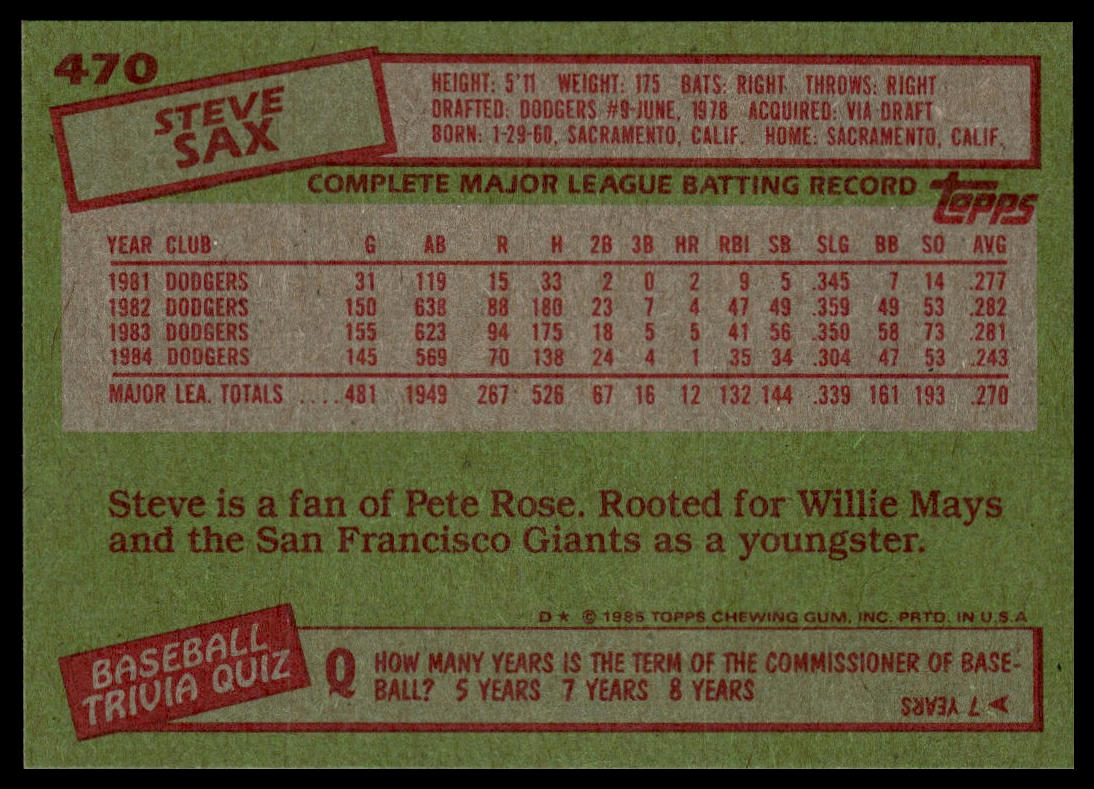 470
STEVE
SAX
HEIGHT: 5'11 WEIGHT: 175 BATS: RIGHT THROWS: RIGHT
DRAFTED: DODGERS #9-JUNE, 1978 ACQUIRED: VIA DRAFT
BORN: 1-29-60, SACRAMENTO, CALIF. HOME: SACRAMENTO, CALIF.
COMPLETE MAJOR LEAGUE BATTING RECORD topps
YEAR CLUB G AB R H 2B 3B HR RBI SB SLG BB SO AVG
1981 DODGERS 31 119 15 33 2 0 2 9 5 .345 7 14 .277
1982 DODGERS 150 638 88 180 23 7 4 47 49 .359 49 53 .282
1983 DODGERS 155 623 94 175 18 5 5 41 56 .350 58 73 .281
1984 DODGERS 145 569 70 138 24 4 1 35 34 .304 47 53 .243
MAJOR LEA. TOTALS .....481 1949 267 526 67 16 12 132 144 .339 161 193 .270
Steve is a fan of Pete Rose. Rooted for Willie Mays
and the San Francisco Giants as a youngster.
D★ © 1985 TOPPS CHEWING GUM, INC. PRTD. IN U.S.A
BASEBALL
TRIVIA QUIZ
Q HOW MANY YEARS IS THE TERM OF THE COMMISSIONER OF BASE-
BALL? 5 YEARS 7 YEARS 8 YEARS
7 YEARS